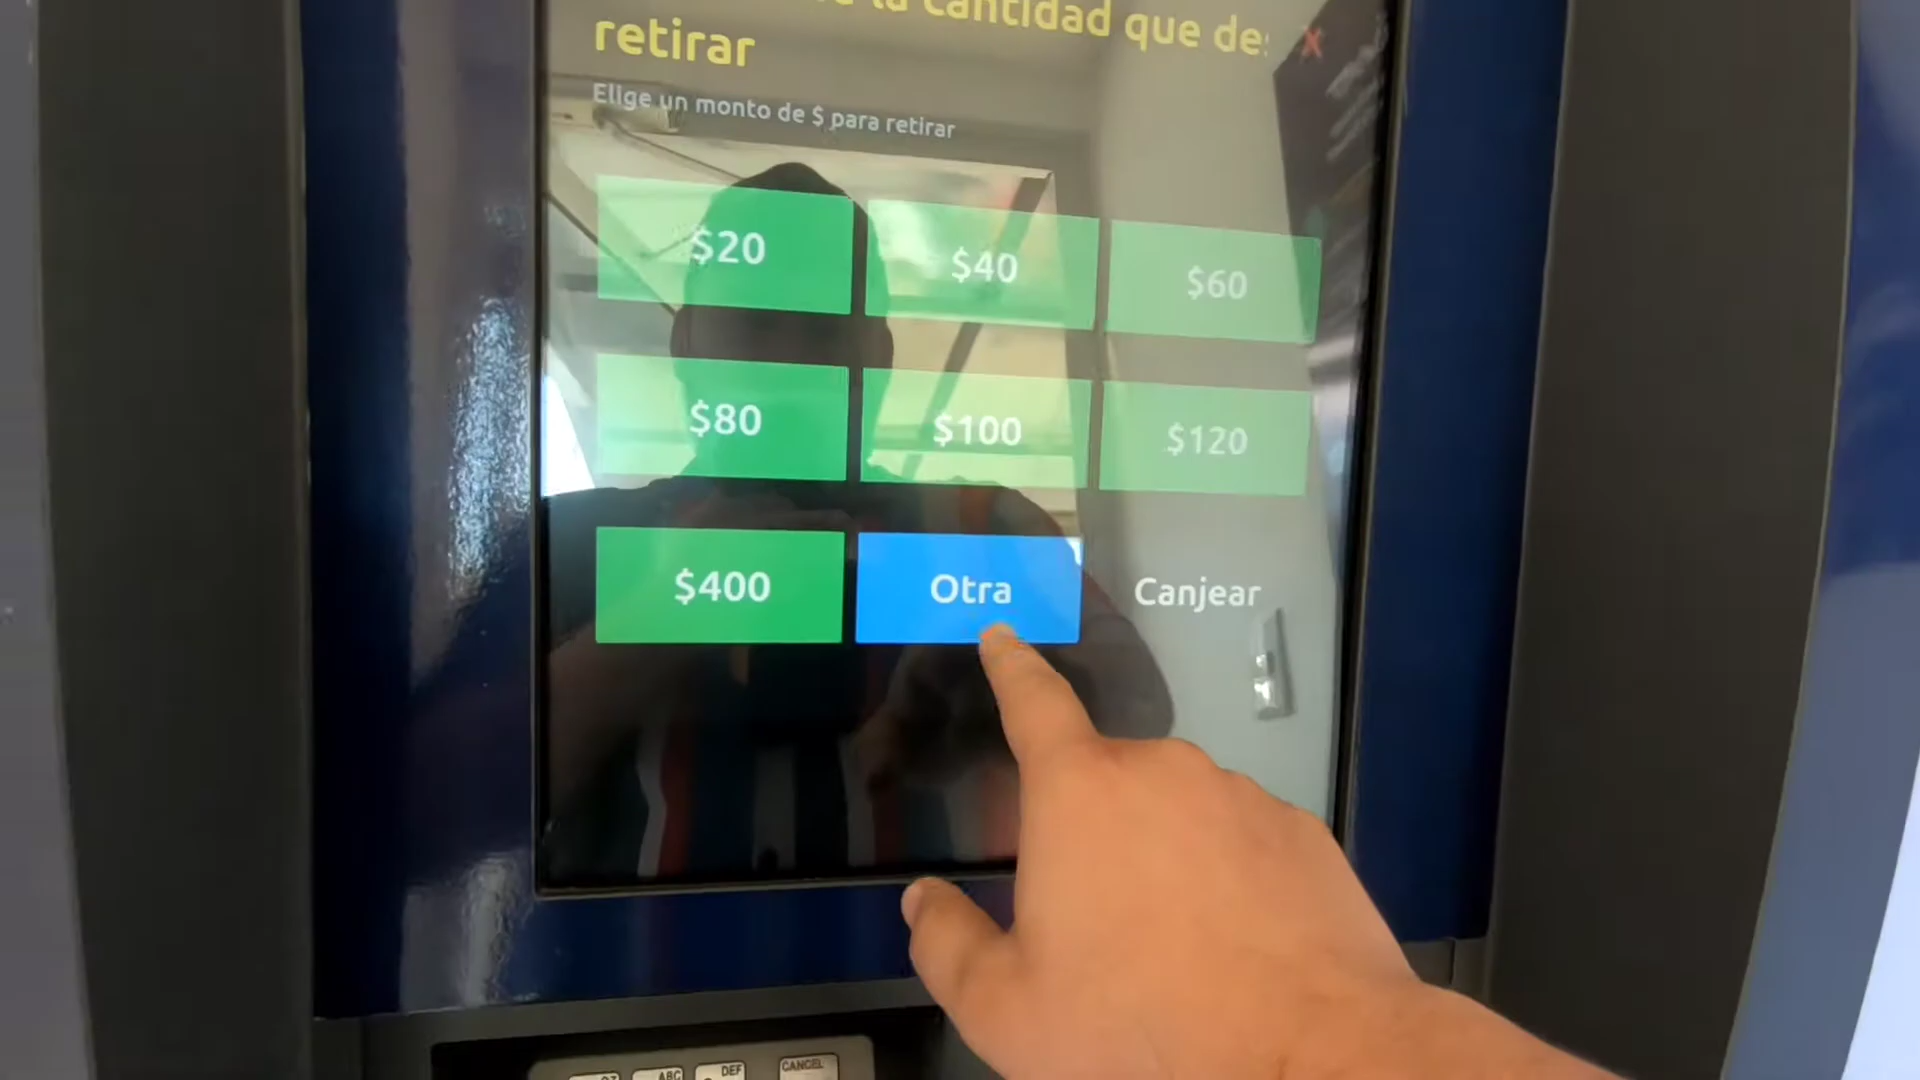 la cantidad que de
retirar
X
Elige un monto de $ para retirar
$20
$40
$60
$80
$100
$120
$400
Otra
Canjear
ABC
DEF
CANCEL